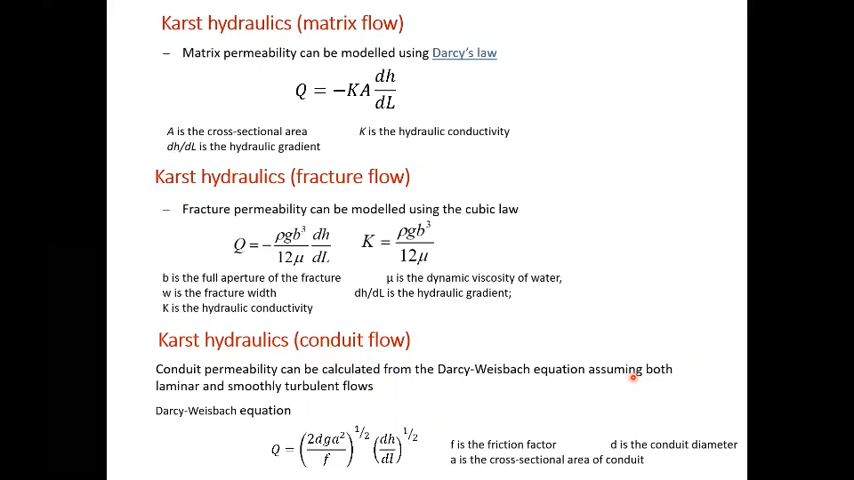 Karst hydraulics (matrix flow)
– Matrix permeability can be modelled using Darcy's law
Q = −KA dh/dL
A is the cross-sectional area K is the hydraulic conductivity
dh/dL is the hydraulic gradient
Karst hydraulics (fracture flow)
– Fracture permeability can be modelled using the cubic law
Q = − ρgb³/12μ dh/dL K = ρgb³/12μ
b is the full aperture of the fracture μ is the dynamic viscosity of water,
w is the fracture width dh/dL is the hydraulic gradient;
K is the hydraulic conductivity
Karst hydraulics (conduit flow)
Conduit permeability can be calculated from the Darcy-Weisbach equation assuming both
laminar and smoothly turbulent flows
Darcy-Weisbach equation
Q = (2dga²/f)^1/2 (dh/dl)^1/2
f is the friction factor d is the conduit diameter
a is the cross-sectional area of conduit